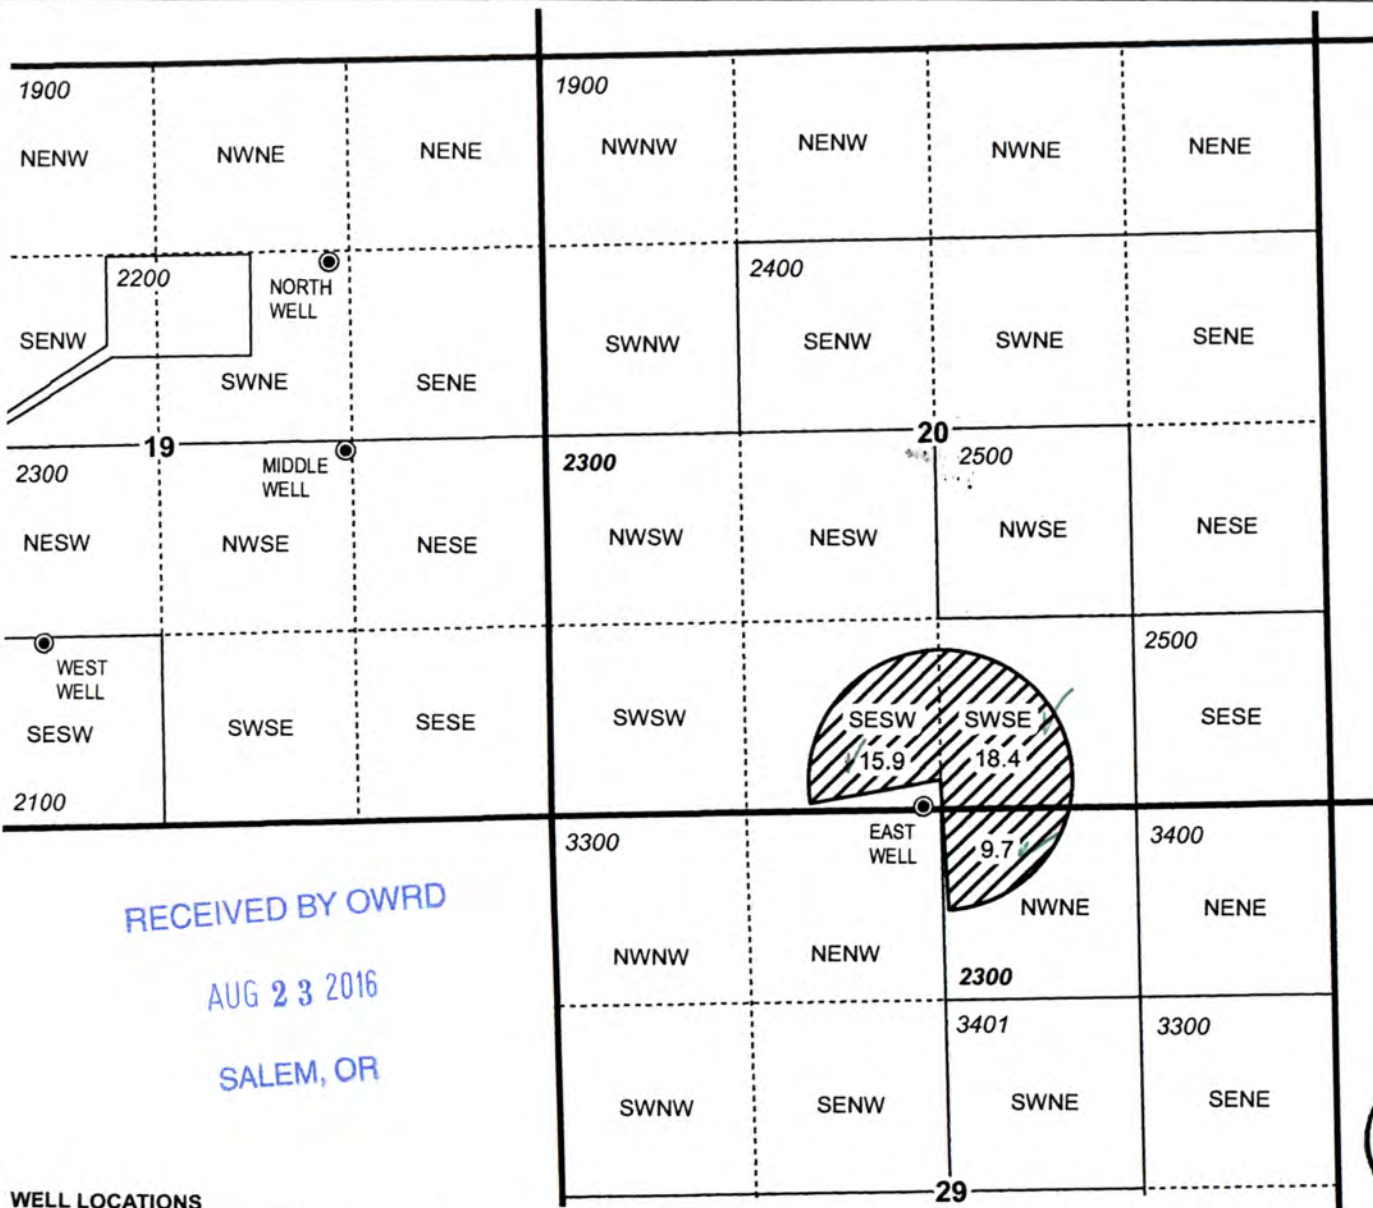 1900
1900
NENW
NWNE
NENE
NWNW
NENW
NWNE
NENE
2200
NORTH
WELL
2400
SENW
SWNE
SENE
SWNW
SENW
SWNE
SENE
19
20
2300
MIDDLE
WELL
2300
2500
NESW
NWSE
NESE
NWSW
NESW
NWSE
NESE
WEST
WELL
2500
SESW
SWSE
SESE
SWSW
SESW
SWSE
SESE
15.9
18.4
2100
3300
EAST
WELL
9.7
3400
RECEIVED BY OWRD
AUG 23 2016
SALEM, OR
NWNW
NENW
NWNE
NENE
2300
3401
3300
SWNW
SENW
SWNE
SENE
29
WELL LOCATIONS